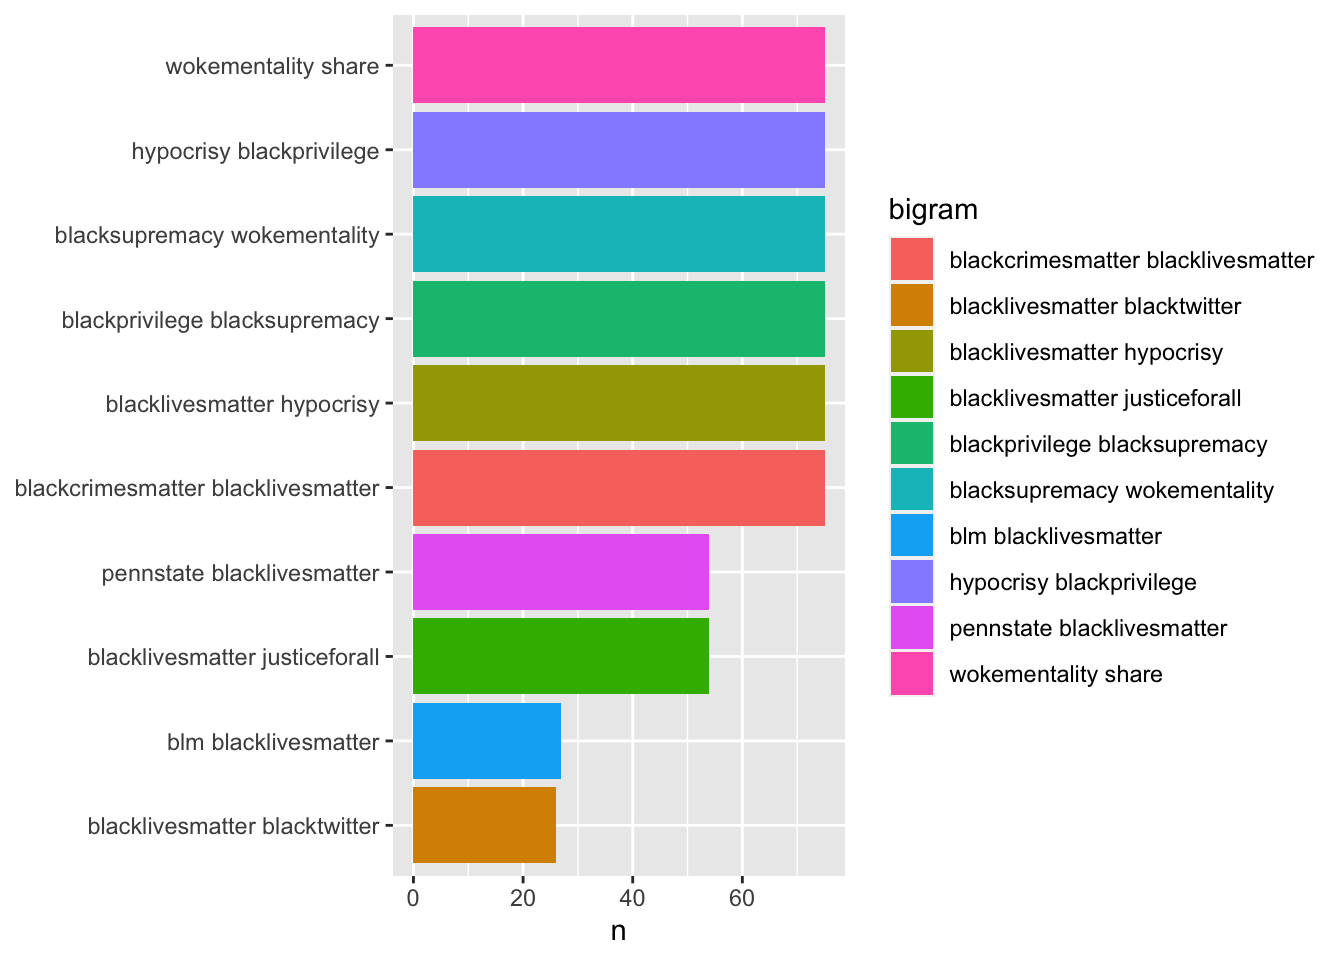 wokementality share
hypocrisy blackprivilege
blacksupremacy wokementality
blackprivilege blacksupremacy
blacklivesmatter hypocrisy
blackcrimesmatter blacklivesmatter
pennstate blacklivesmatter
blacklivesmatter justiceforall
blm blacklivesmatter
blacklivesmatter blacktwitter
0 20 40 60
n
bigram
blackcrimesmatter blacklivesmatter
blacklivesmatter blacktwitter
blacklivesmatter hypocrisy
blacklivesmatter justiceforall
blackprivilege blacksupremacy
blacksupremacy wokementality
blm blacklivesmatter
hypocrisy blackprivilege
pennstate blacklivesmatter
wokementality share